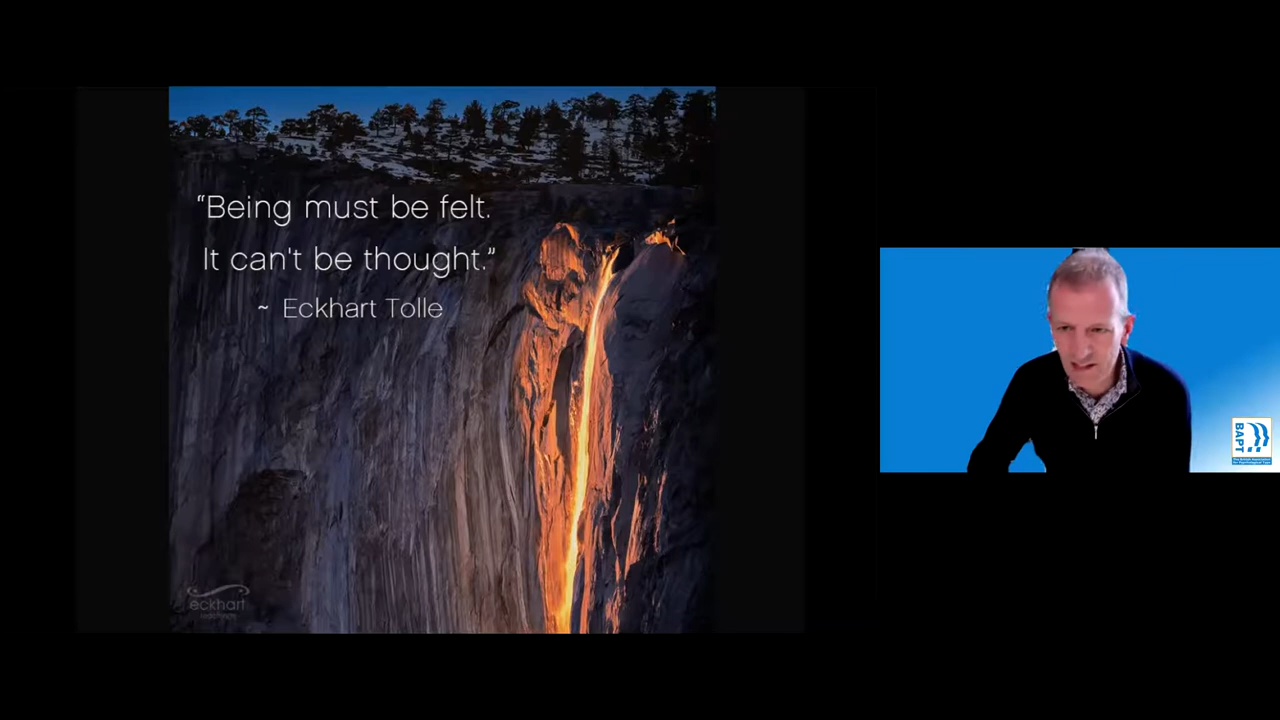 “Being must be felt.
It can't be thought.”
~ Eckhart Tolle
eckhart
BAPT